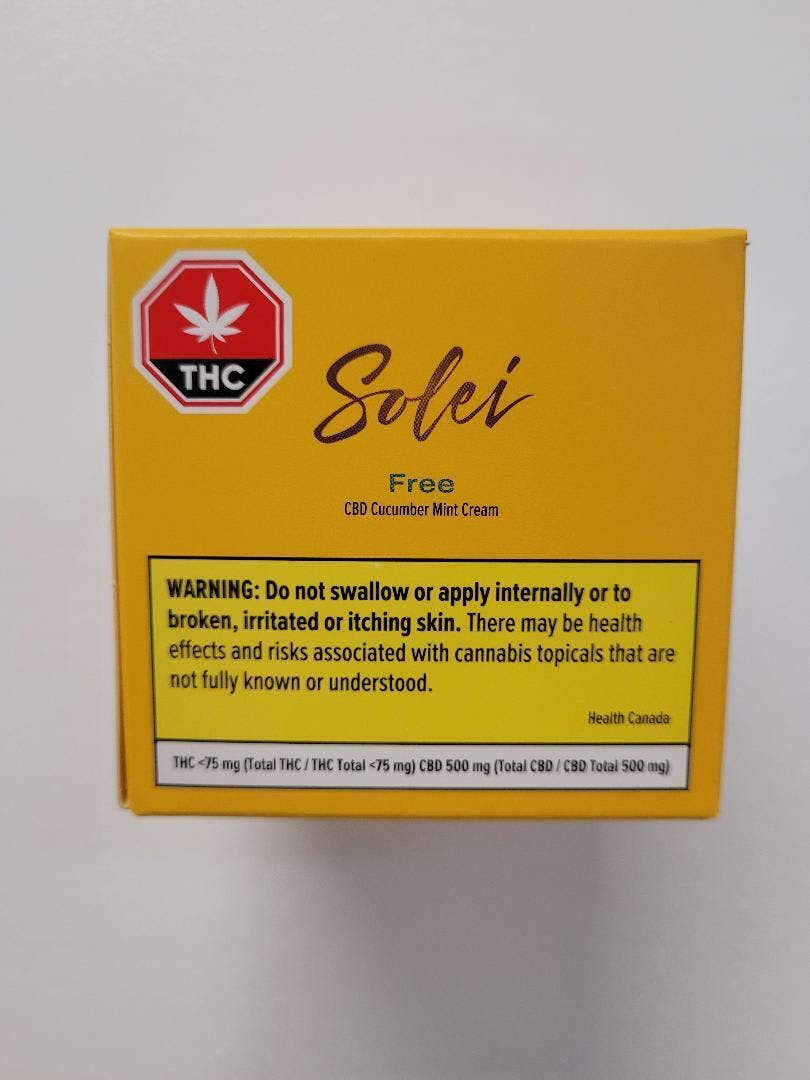 THC
Solei
Free
CBD Cucumber Mint Cream
WARNING: Do not swallow or apply internally or to
broken, irritated or itching skin. There may be health
effects and risks associated with cannabis topicals that are
not fully known or understood.
Health Canada
THC <75 mg (Total THC / THC Total <75 mg) CBD 500 mg (Total CBD / CBD Total 500 mg)